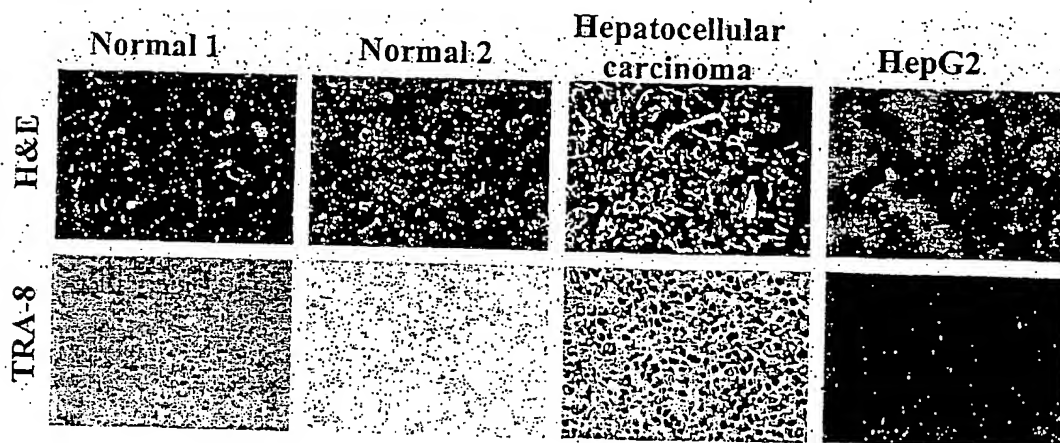 Normal 1
Normal 2
Hepatocellular
carcinoma
HepG2
H&E
TRA-8